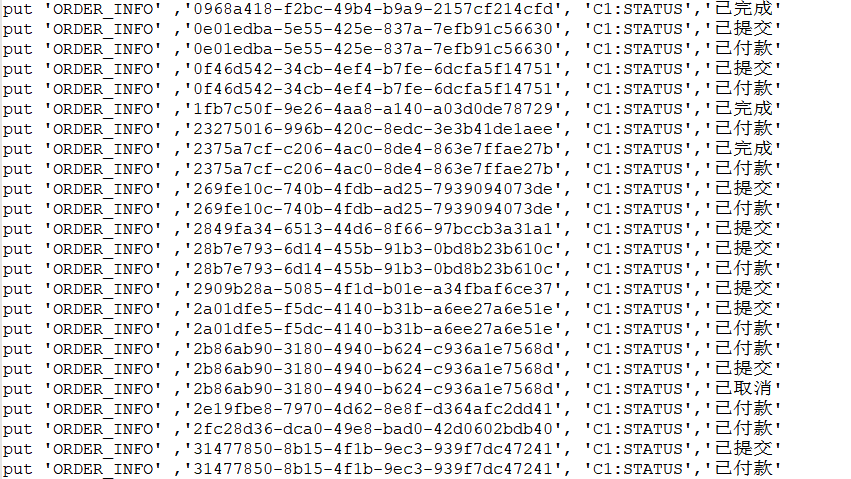 put 'ORDER_INFO' ,'0968a418-f2bc-49b4-b9a9-2157cf214cfd', 'C1:STATUS','已完成'
put 'ORDER_INFO' ,'0e01edba-5e55-425e-837a-7efb91c56630', 'C1:STATUS','已提交'
put 'ORDER_INFO' ,'0e01edba-5e55-425e-837a-7efb91c56630', 'C1:STATUS','已付款'
put 'ORDER_INFO' ,'0f46d542-34cb-4ef4-b7fe-6dcfa5f14751', 'C1:STATUS','已提交'
put 'ORDER_INFO' ,'0f46d542-34cb-4ef4-b7fe-6dcfa5f14751', 'C1:STATUS','已付款'
put 'ORDER_INFO' ,'1fb7c50f-9e26-4aa8-a140-a03d0de78729', 'C1:STATUS','已完成'
put 'ORDER_INFO' ,'23275016-996b-420c-8edc-3e3b41de1aee', 'C1:STATUS','已付款'
put 'ORDER_INFO' ,'2375a7cf-c206-4ac0-8de4-863e7ffae27b', 'C1:STATUS','已完成'
put 'ORDER_INFO' ,'2375a7cf-c206-4ac0-8de4-863e7ffae27b', 'C1:STATUS','已付款'
put 'ORDER_INFO' ,'269fe10c-740b-4fdb-ad25-7939094073de', 'C1:STATUS','已提交'
put 'ORDER_INFO' ,'269fe10c-740b-4fdb-ad25-7939094073de', 'C1:STATUS','已付款'
put 'ORDER_INFO' ,'2849fa34-6513-44d6-8f66-97bccb3a31a1', 'C1:STATUS','已提交'
put 'ORDER_INFO' ,'28b7e793-6d14-455b-91b3-0bd8b23b610c', 'C1:STATUS','已提交'
put 'ORDER_INFO' ,'28b7e793-6d14-455b-91b3-0bd8b23b610c', 'C1:STATUS','已付款'
put 'ORDER_INFO' ,'2909b28a-5085-4f1d-b01e-a34fbaf6ce37', 'C1:STATUS','已提交'
put 'ORDER_INFO' ,'2a01dfe5-f5dc-4140-b31b-a6ee27a6e51e', 'C1:STATUS','已提交'
put 'ORDER_INFO' ,'2a01dfe5-f5dc-4140-b31b-a6ee27a6e51e', 'C1:STATUS','已付款'
put 'ORDER_INFO' ,'2b86ab90-3180-4940-b624-c936a1e7568d', 'C1:STATUS','已付款'
put 'ORDER_INFO' ,'2b86ab90-3180-4940-b624-c936a1e7568d', 'C1:STATUS','已提交'
put 'ORDER_INFO' ,'2b86ab90-3180-4940-b624-c936a1e7568d', 'C1:STATUS','已取消'
put 'ORDER_INFO' ,'2e19fbe8-7970-4d62-8e8f-d364afc2dd41', 'C1:STATUS','已付款'
put 'ORDER_INFO' ,'2fc28d36-dca0-49e8-bad0-42d0602bdb40', 'C1:STATUS','已付款'
put 'ORDER_INFO' ,'31477850-8b15-4f1b-9ec3-939f7dc47241', 'C1:STATUS','已提交'
put 'ORDER_INFO' ,'31477850-8b15-4f1b-9ec3-939f7dc47241', 'C1:STATUS','已付款'